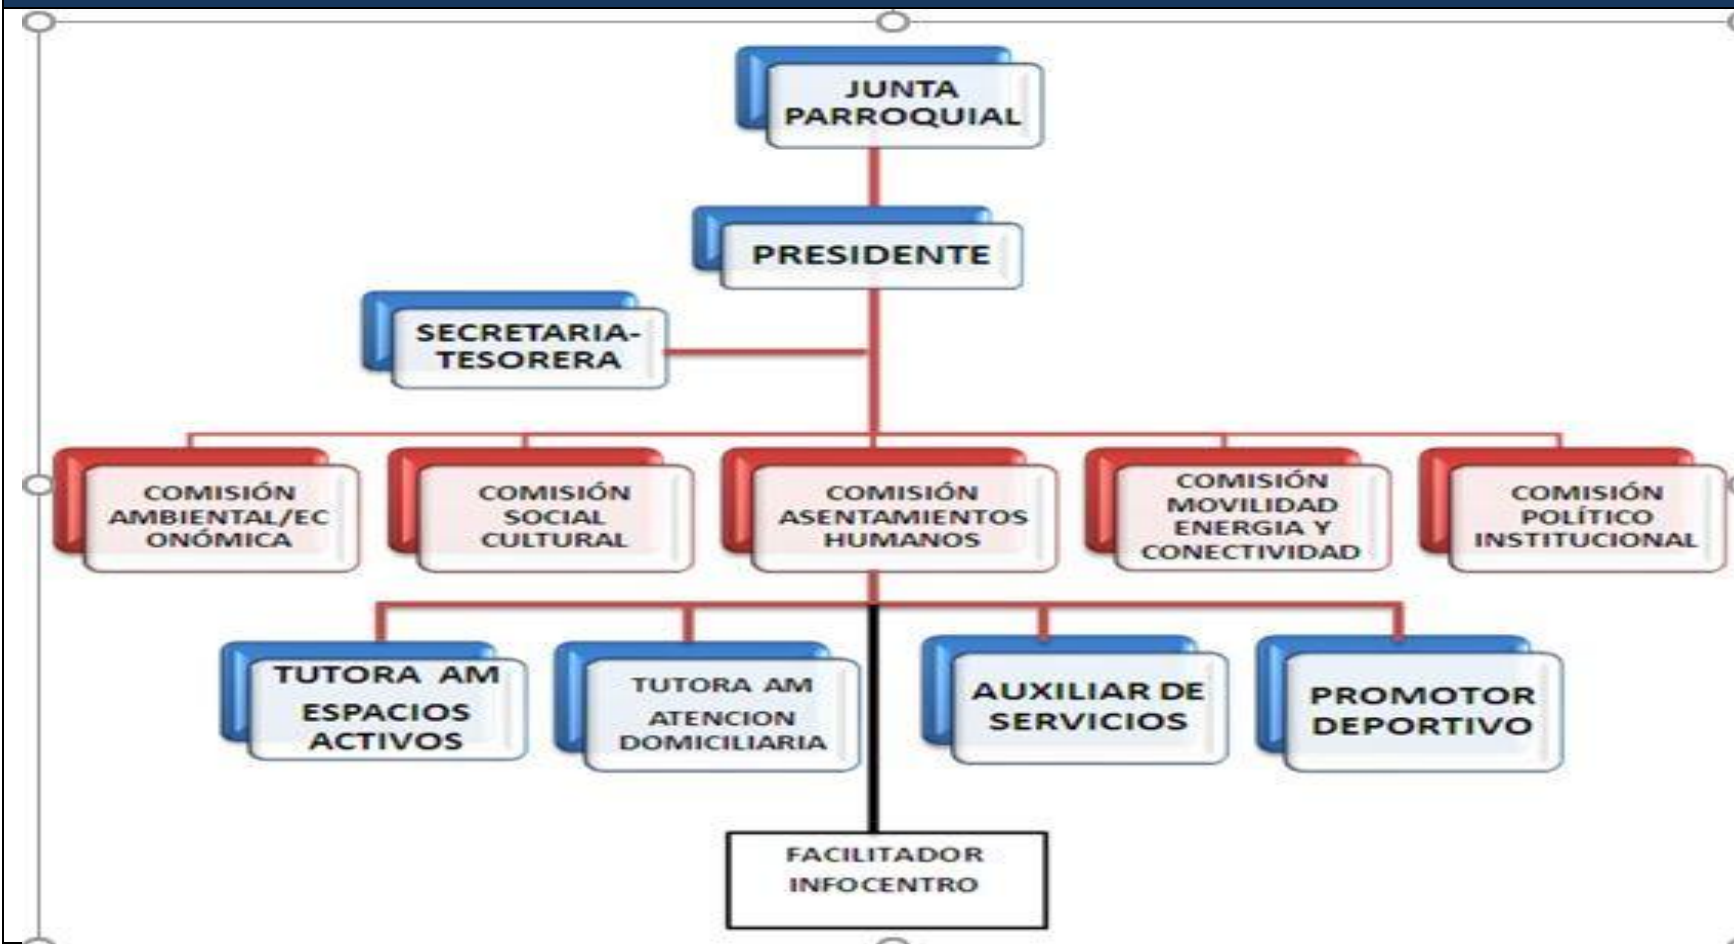 JUNTA
PARROQUIAL
PRESIDENTE
SECRETARIA-
TESORERA
COMISIÓN
AMBIENTAL/EC
ONÓMICA
COMISIÓN
SOCIAL
CULTURAL
COMISIÓN
ASENTAMIENTOS
HUMANOS
COMISIÓN
MOVILIDAD
ENERGIA Y
CONECTIVIDAD
COMISIÓN
POLÍTICO
INSTITUCIONAL
TUTORA AM
ESPACIOS
ACTIVOS
TUTORA AM
ATENCION
DOMICILIARIA
AUXILIAR DE
SERVICIOS
PROMOTOR
DEPORTIVO
FACILITADOR
INFOCENTRO